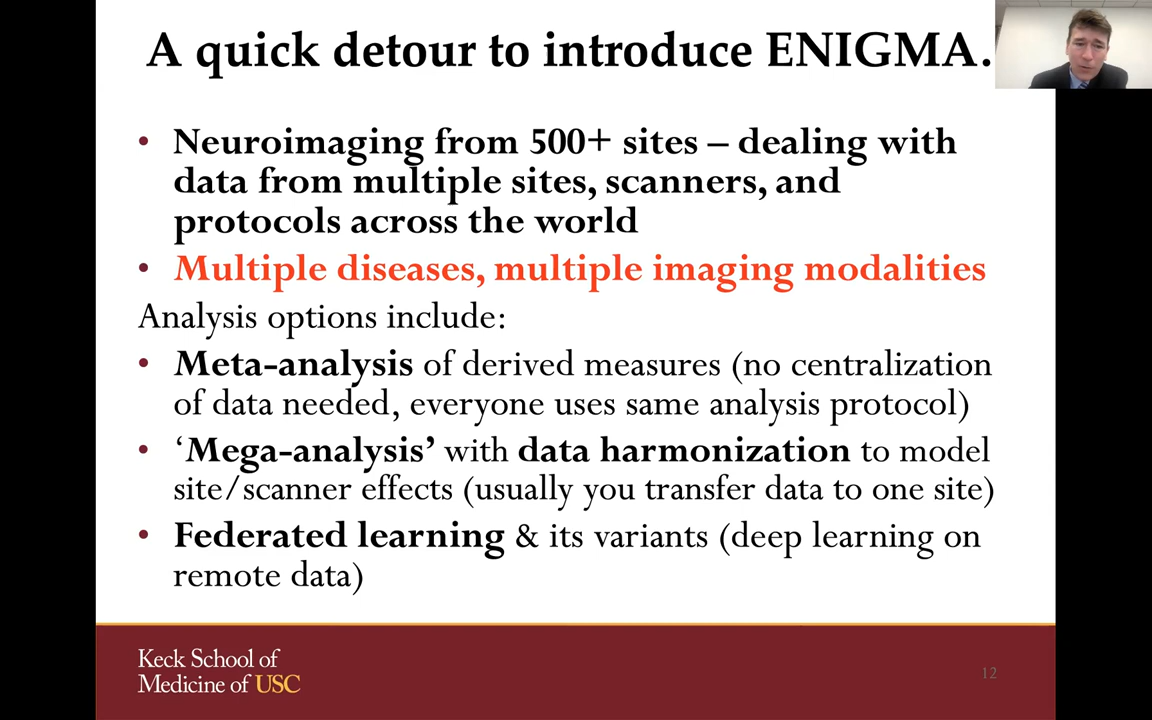 A quick detour to introduce ENIGMA.
• Neuroimaging from 500+ sites – dealing with
data from multiple sites, scanners, and
protocols across the world
• Multiple diseases, multiple imaging modalities
Analysis options include:
• Meta-analysis of derived measures (no centralization
of data needed, everyone uses same analysis protocol)
• ‘Mega-analysis’ with data harmonization to model
site/scanner effects (usually you transfer data to one site)
• Federated learning & its variants (deep learning on
remote data)
Keck School of
Medicine of USC
12